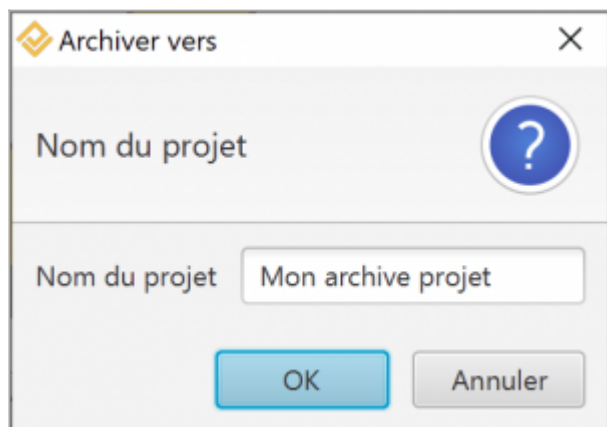 Archiver vers
Nom du projet
?
Nom du projet Mon archive projet
OK Annuler